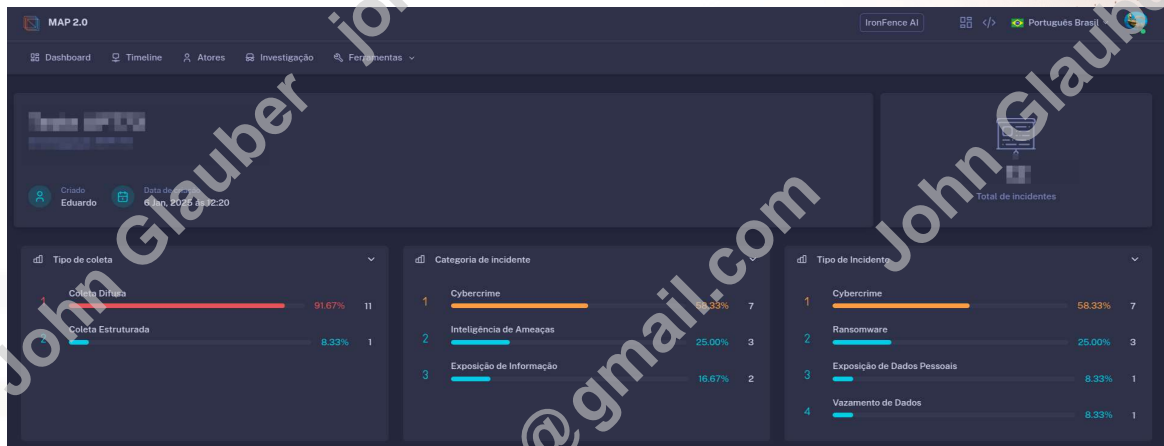 MAP 2.0
IronFence AI
</>
Português Brasil
Dashboard
Timeline
Atores
Investigação
Ferramentas
Criado
Eduardo
Data de
6 Jan, 2025 às 12:20
Total de incidentes
Tipo de coleta
1 Coleta Difusa 91.67% 11
2 Coleta Estruturada 8.33% 1
Categoria de incidente
1 Cybercrime 58.33% 7
2 Inteligência de Ameaças 25.00% 3
3 Exposição de Informação 16.67% 2
Tipo de Incidente
1 Cybercrime 58.33% 7
2 Ransomware 25.00% 3
3 Exposição de Dados Pessoais 8.33% 1
4 Vazamento de Dados 8.33% 1
John Glauber
John Glauber
@gmail.com